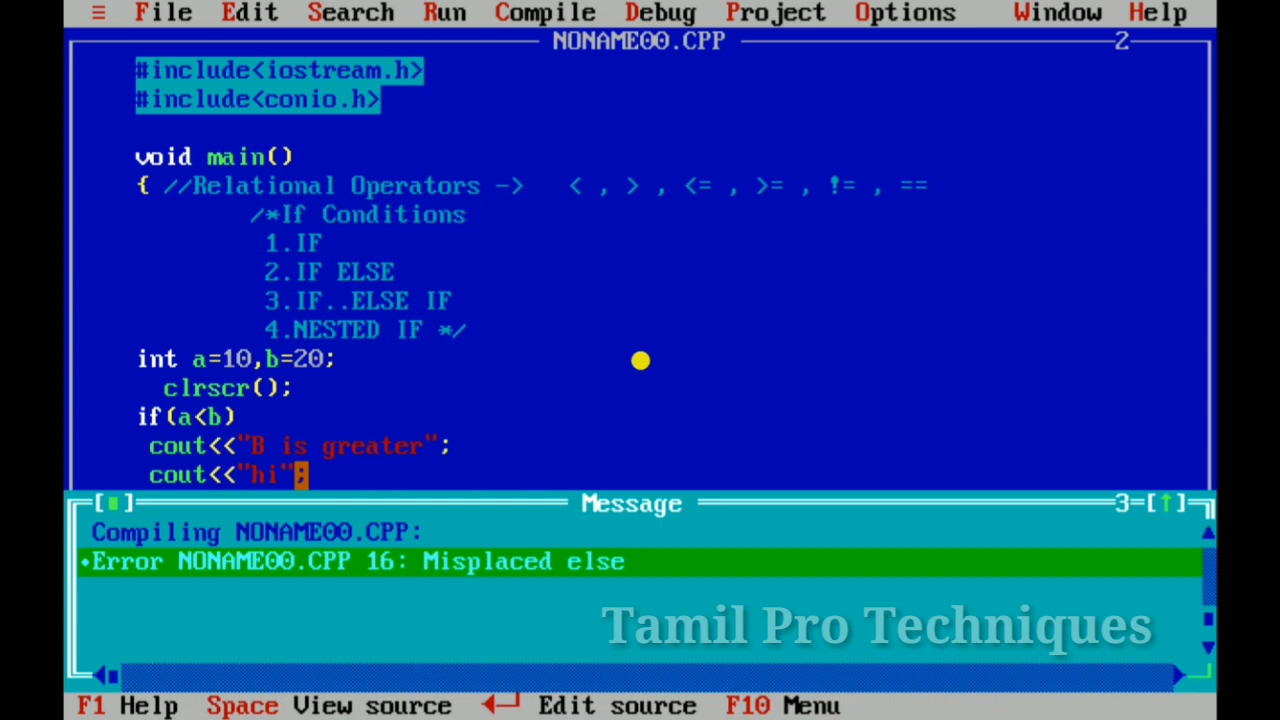 ≡ File Edit Search Run Compile Debug Project Options Window Help
NONAME00.CPP 2
#include<iostream.h>
#include<conio.h>
void main()
{ //Relational Operators -> < , > , <= , >= , != , ==
/*If Conditions
1.IF
2.IF ELSE
3.IF..ELSE IF
4.NESTED IF */
int a=10,b=20;
clrscr();
if(a<b)
cout<<"B is greater";
cout<<"hi";
[■] Message 3=[↑]
Compiling NONAME00.CPP:
•Error NONAME00.CPP 16: Misplaced else
Tamil Pro Techniques
F1 Help Space View source ◄┘ Edit source F10 Menu